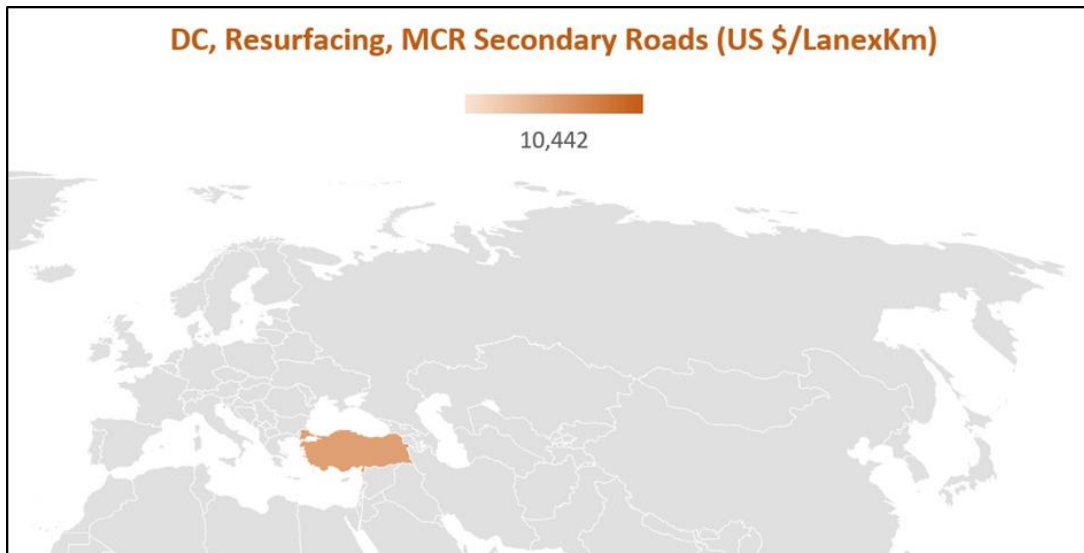 DC, Resurfacing, MCR Secondary Roads (US $/LanexKm)
10,442